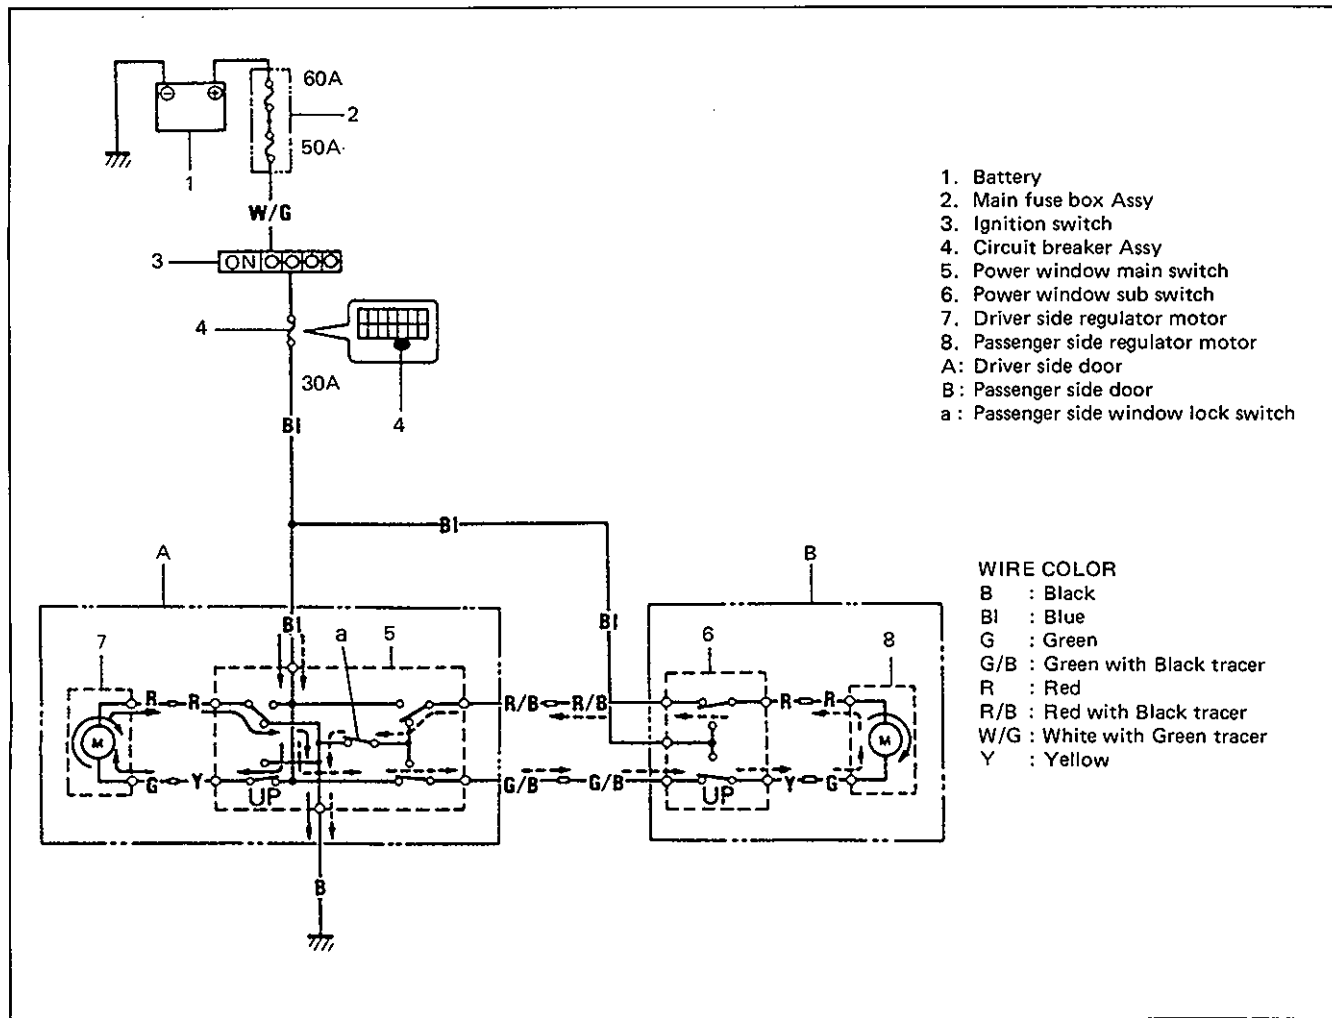 60A
2
50A
1
W/G
3
ON
4
30A
4
Bl
Bl
A
B
Bl
Bl
7
a
5
6
8
R
R
R/B
R/B
R
R
M
M
G
Y
UP
G/B
G/B
UP
Y
G
B
1. Battery
2. Main fuse box Assy
3. Ignition switch
4. Circuit breaker Assy
5. Power window main switch
6. Power window sub switch
7. Driver side regulator motor
8. Passenger side regulator motor
A: Driver side door
B: Passenger side door
a: Passenger side window lock switch
WIRE COLOR
B : Black
Bl : Blue
G : Green
G/B : Green with Black tracer
R : Red
R/B : Red with Black tracer
W/G : White with Green tracer
Y : Yellow